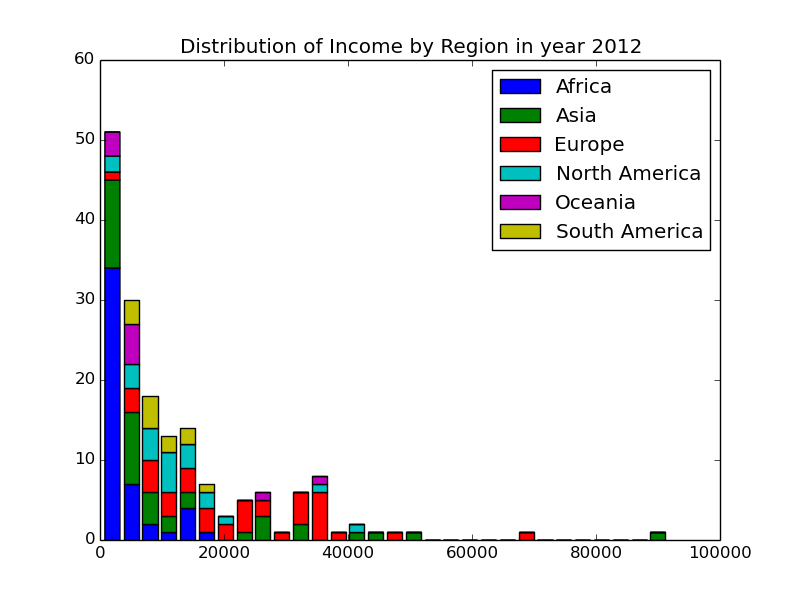 Distribution of Income by Region in year 2012
60
50
40
30
20
10
0
Africa
Asia
Europe
North America
Oceania
South America
0 20000 40000 60000 80000 100000